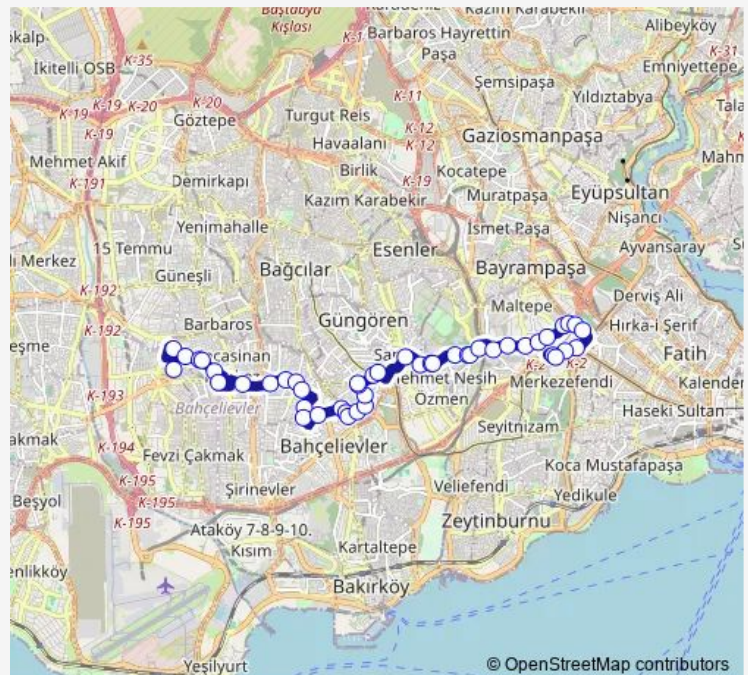 Baştabya
Kışlası
K-1
Kazım Karabekir
Barbaros Hayrettin
Paşa
Alibeyköy
K-31
Emniyettepe
İkitelli OSB
K-35
K-19
K-20
K-20
K-19
K-19
Göztepe
Turgut Reis
K-11
Şemsipaşa
Yıldıztabya
K-12
K-12
Havaalanı
Gaziosmanpaşa
Mehmet Akif
K-191
Demirkapı
Birlik
K-19
Kocatepe
Kazım Karabekir
Muratpaşa
Eyüpsultan
Nişancı
Yenimahalle
İsmet Paşa
15 Temmu
Esenler
Ayvansaray
Merkez
Güneşli
Bağcılar
Bayrampaşa
K-192
Maltepe
Derviş Ali
K-192
Barbaros
Güngören
Hırka-i Şerif
Fatih
K-2
K-2
Mehmet Nesih
Özmen
Merkezefendi
Kalender
K-193
Bahçelievler
Haseki Sultan
Seyitnizam
K-194
Bahçelievler
Fevzi Çakmak
Koca Mustafapaşa
K-195
Şirinevler
Veliefendi
Yedikule
Beşyol
K-195
K-195
Ataköy 7-8-9-10.
Kısım
Zeytinburnu
Kartaltepe
Bakırköy
Yeşilyurt
© OpenStreetMap contributors